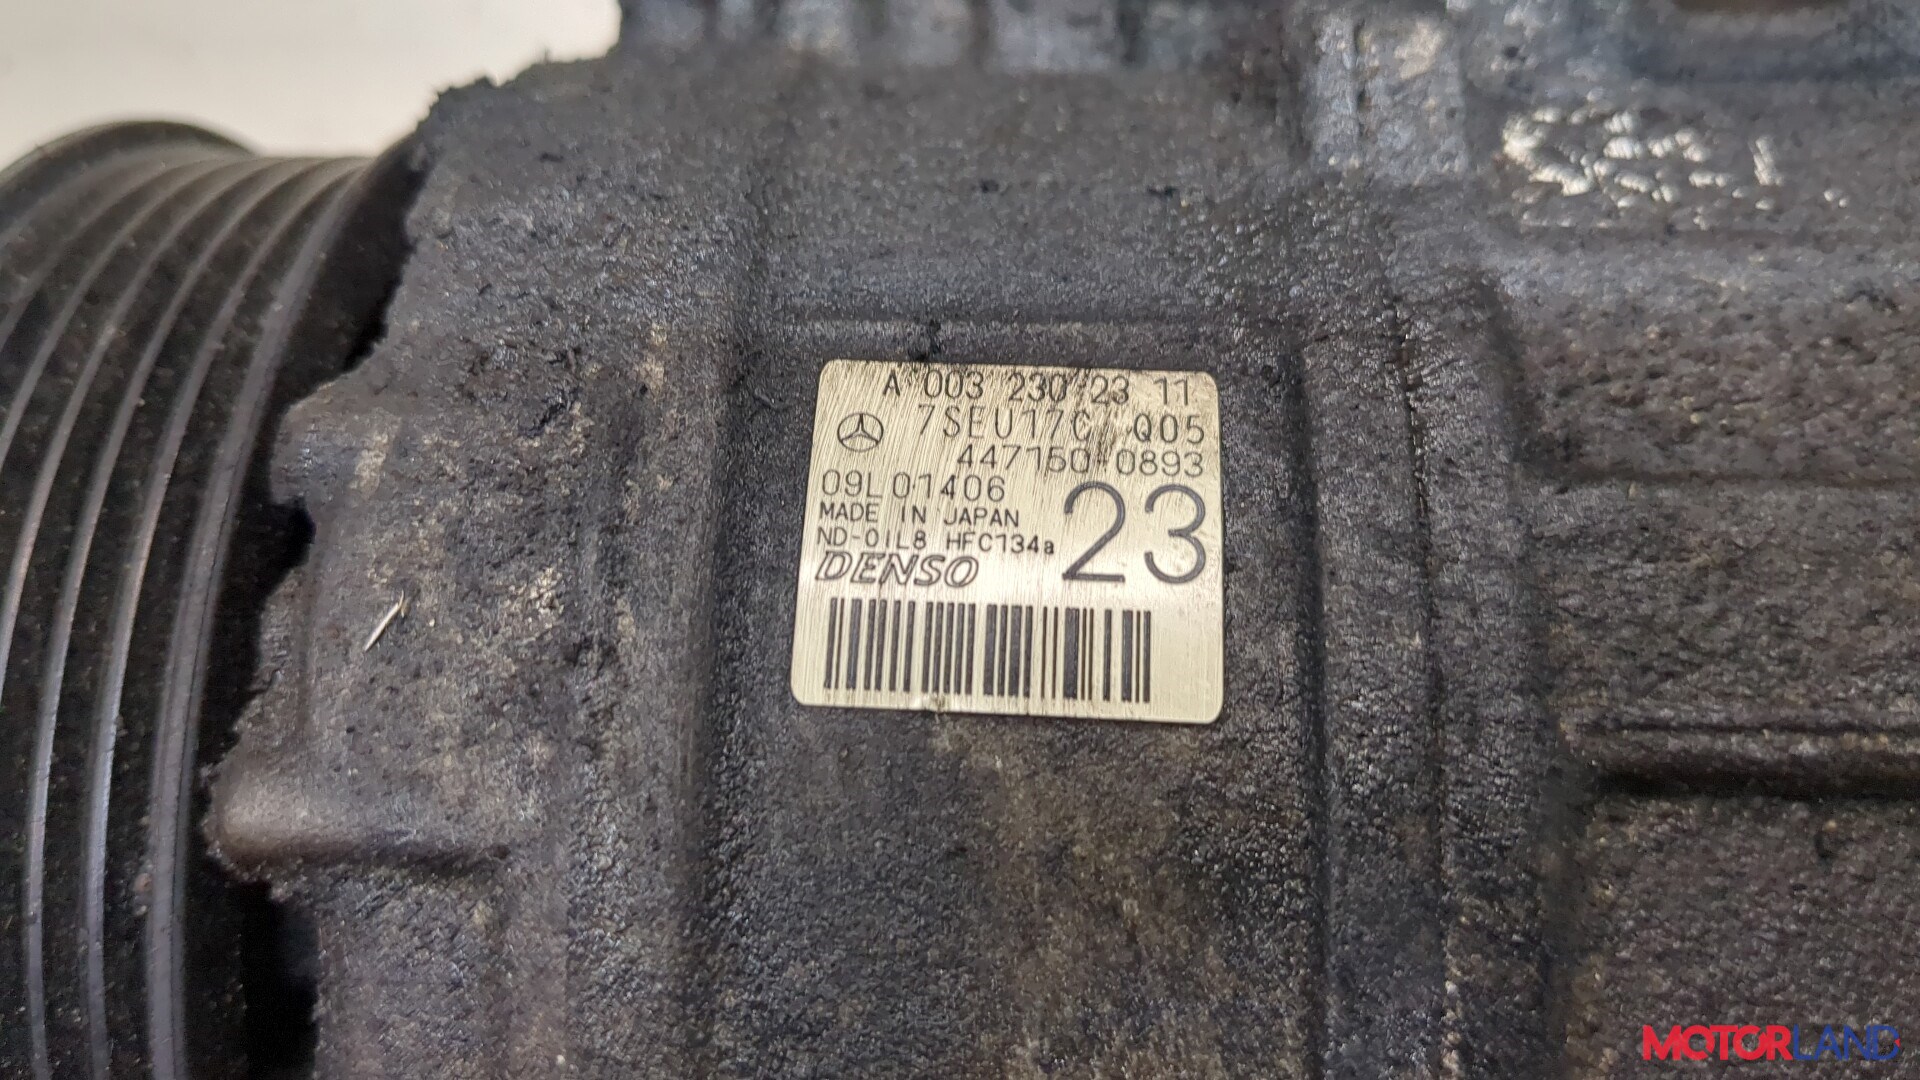 A 003 230 23 11
7SEU17C Q05
447150-0893
09L01406
23
MADE IN JAPAN
ND-OIL8 HFC134a
DENSO
MOTORLAND